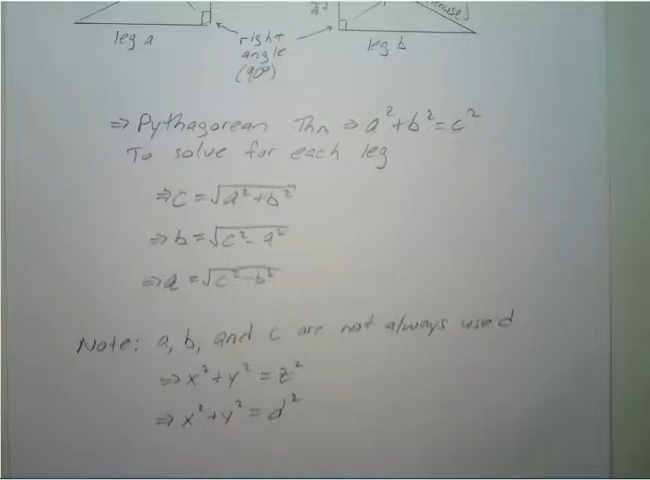 leg a
right
angle
(90°)
leg b
⇒ Pythagorean Thm ⇒ a² + b² = c²
To solve for each leg
⇒ c = √a² + b²
⇒ b = √c² - a²
⇒ a = √c² - b²
Note: a, b, and c are not always used
⇒ x² + y² = z²
⇒ x² + y² = d²